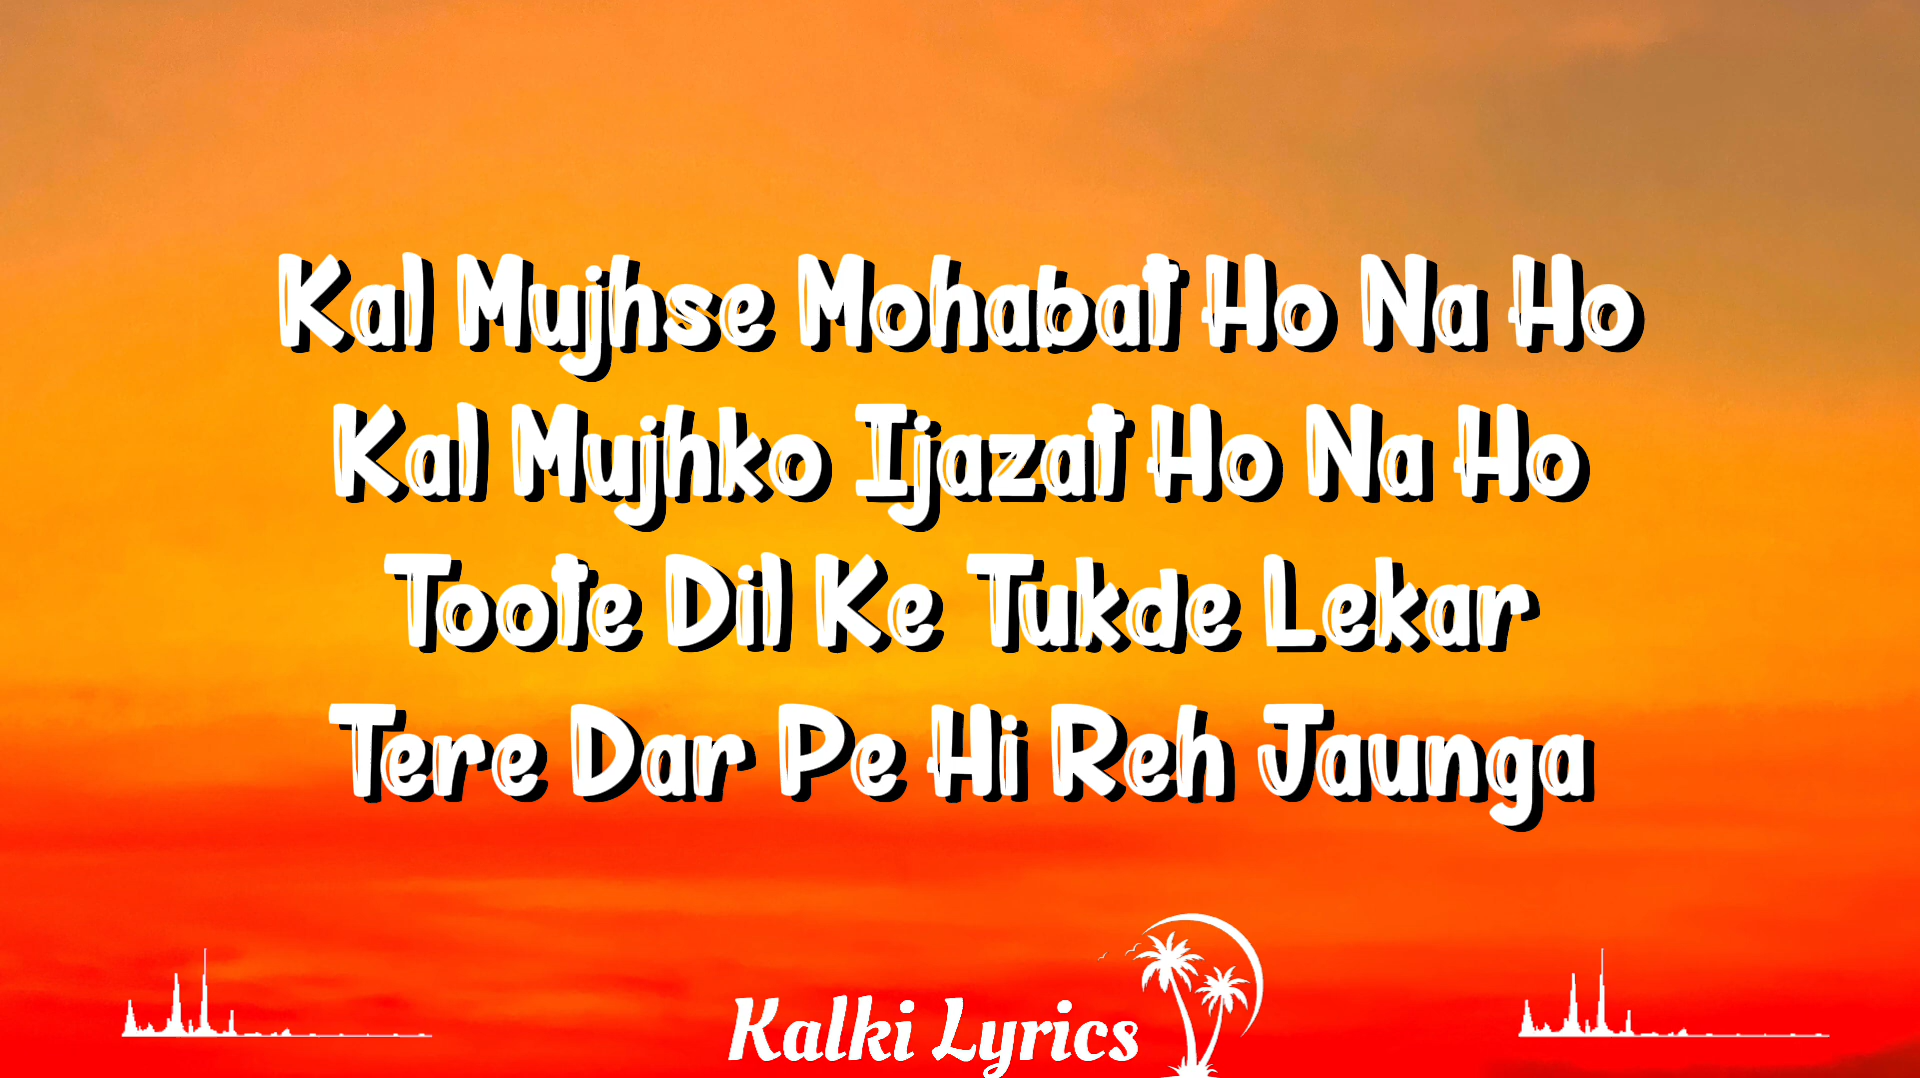 Kal Mujhse Mohabat Ho Na Ho
Kal Mujhko Ijazat Ho Na Ho
Toote Dil Ke Tukde Lekar
Tere Dar Pe Hi Reh Jaunga
Kalki Lyrics